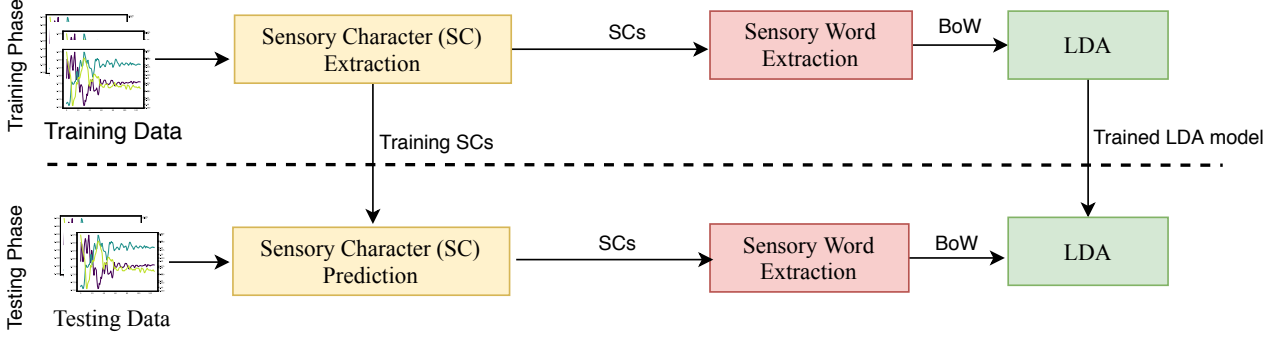 Training Phase
Training Data
Sensory Character (SC)
Extraction
SCs
Sensory Word
Extraction
BoW
LDA
Training SCs
Trained LDA model
Testing Phase
Testing Data
Sensory Character (SC)
Prediction
SCs
Sensory Word
Extraction
BoW
LDA